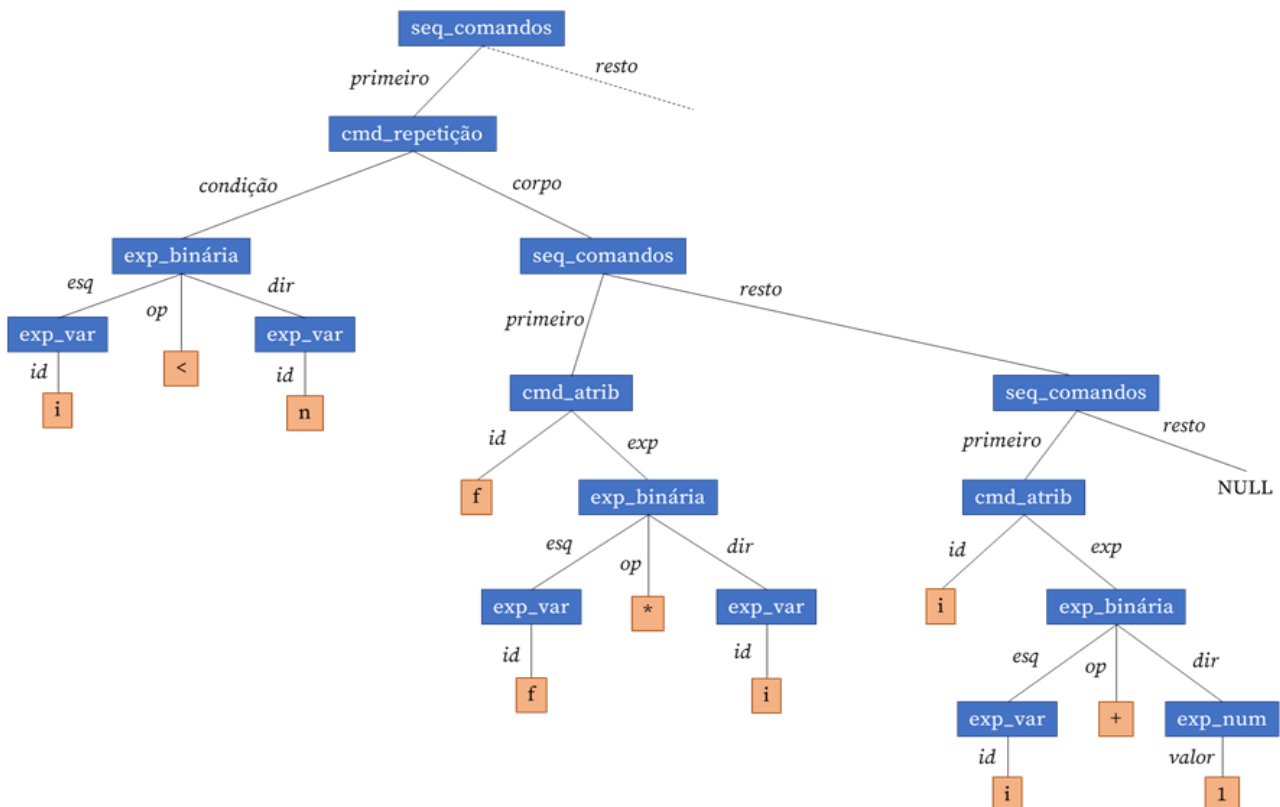 seq_comandos
primeiro
resto
cmd_repetição
condição
corpo
exp_binária
seq_comandos
esq
op
dir
primeiro
resto
exp_var
exp_var
id
<
id
i
n
cmd_atrib
seq_comandos
id
exp
primeiro
resto
f
exp_binária
cmd_atrib
NULL
esq
op
dir
id
exp
exp_var
*
exp_var
i
exp_binária
id
id
esq
op
dir
f
i
exp_var
+
exp_num
id
valor
i
1